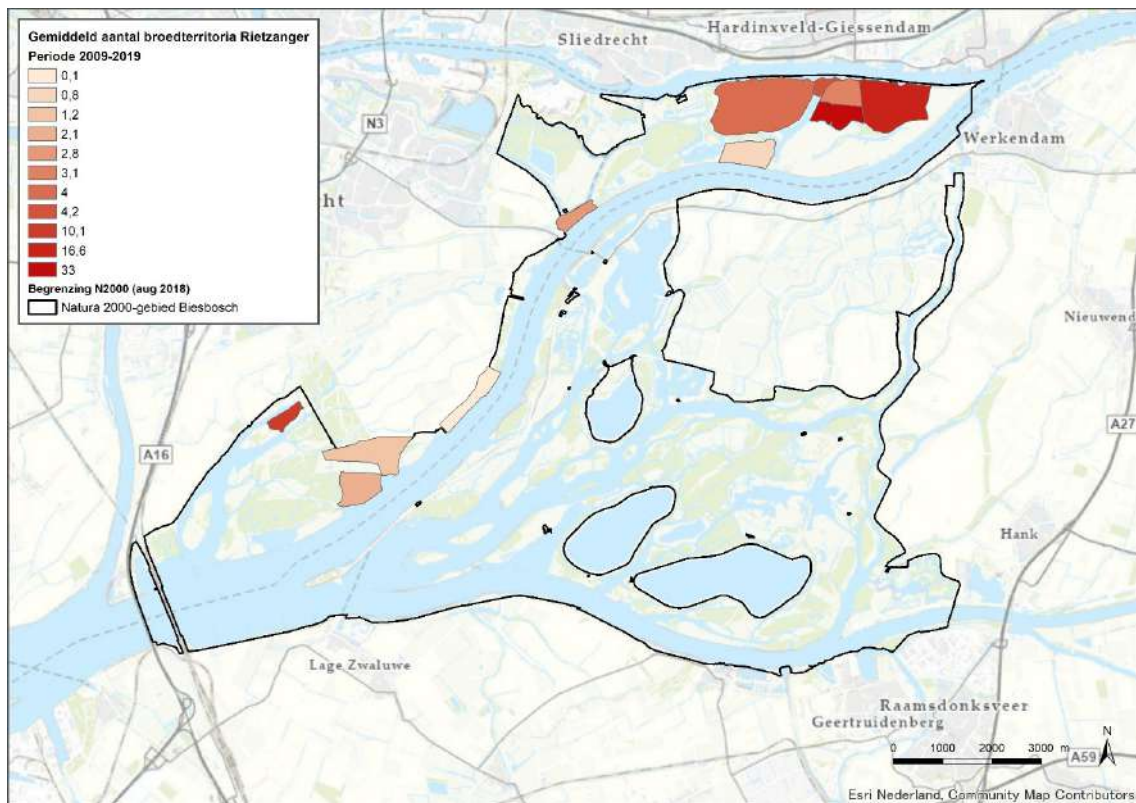 Gemiddeld aantal broedterritoria Rietzanger
Periode 2009-2019
0,1
0,8
1,2
2,1
2,8
3,1
4
4,2
10,1
16,6
33
Begrenzing N2000 (aug 2018)
Natura 2000-gebied Biesbosch
Hardinxveld-Giessendam
Sliedrecht
N3
Werkendam
ht
Nieuwend
A27
A16
Hank
Lage Zwaluwe
Raamsdonksveer
Geertruidenberg
N
0 1000 2000 3000 m
A59
Esri Nederland, Community Map Contributors